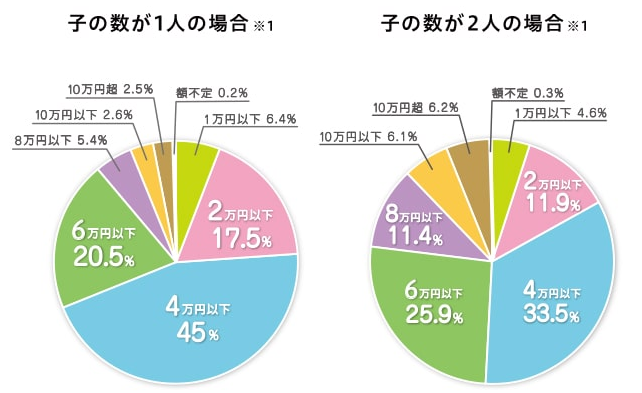 子の数が1人の場合 ※1
額不定 0.2%
1万円以下 6.4%
2万円以下
17.5%
4万円以下
45%
6万円以下
20.5%
8万円以下 5.4%
10万円以下 2.6%
10万円超 2.5%
子の数が2人の場合 ※1
額不定 0.3%
1万円以下 4.6%
2万円以下
11.9%
4万円以下
33.5%
6万円以下
25.9%
8万円以下
11.4%
10万円以下 6.1%
10万円超 6.2%